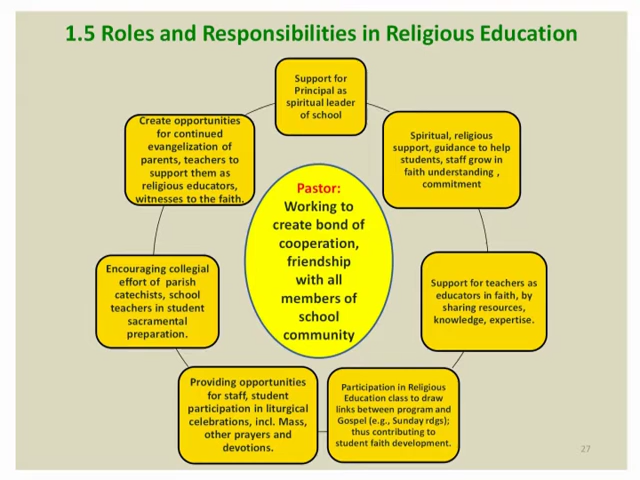 1.5 Roles and Responsibilities in Religious Education
Support for
Principal as
spiritual leader
of school
Spiritual, religious
support, guidance to help
students, staff grow in
faith understanding ,
commitment
Support for teachers as
educators in faith, by
sharing resources,
knowledge, expertise.
Participation in Religious
Education class to draw
links between program and
Gospel (e.g., Sunday rdgs);
thus contributing to
student faith development.
Providing opportunities
for staff, student
participation in liturgical
celebrations, incl. Mass,
other prayers and
devotions.
Encouraging collegial
effort of parish
catechists, school
teachers in student
sacramental
preparation.
Create opportunities
for continued
evangelization of
parents, teachers to
support them as
religious educators,
witnesses to the faith.
Pastor:
Working to
create bond of
cooperation,
friendship
with all
members of
school
community
27